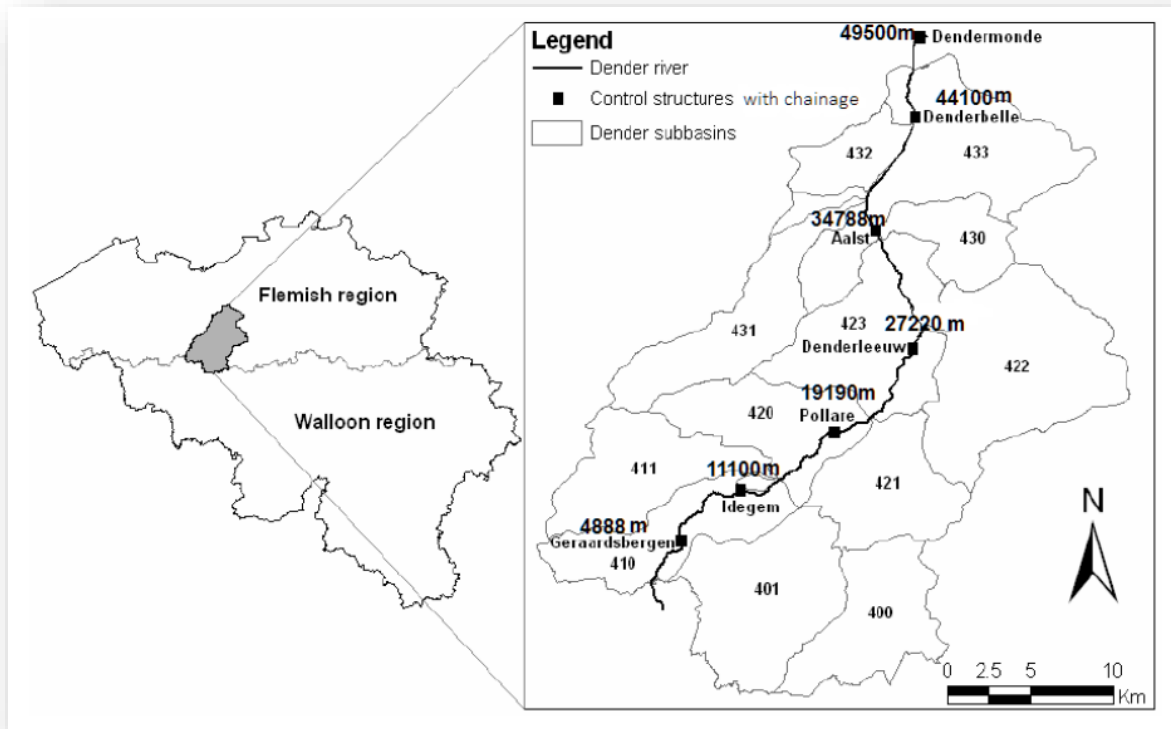 Legend
Dender river
Control structures with chainage
Dender subbasins
Flemish region
Walloon region
49500m
Dendermonde
44100m
Denderbelle
432
433
34788m
Aalst
430
431
423
27220 m
Denderleeuw
422
19190m
Pollare
420
411
11100m
Idegem
421
4888 m
Geraardsbergen
410
401
400
N
0 2.5 5 10
Km